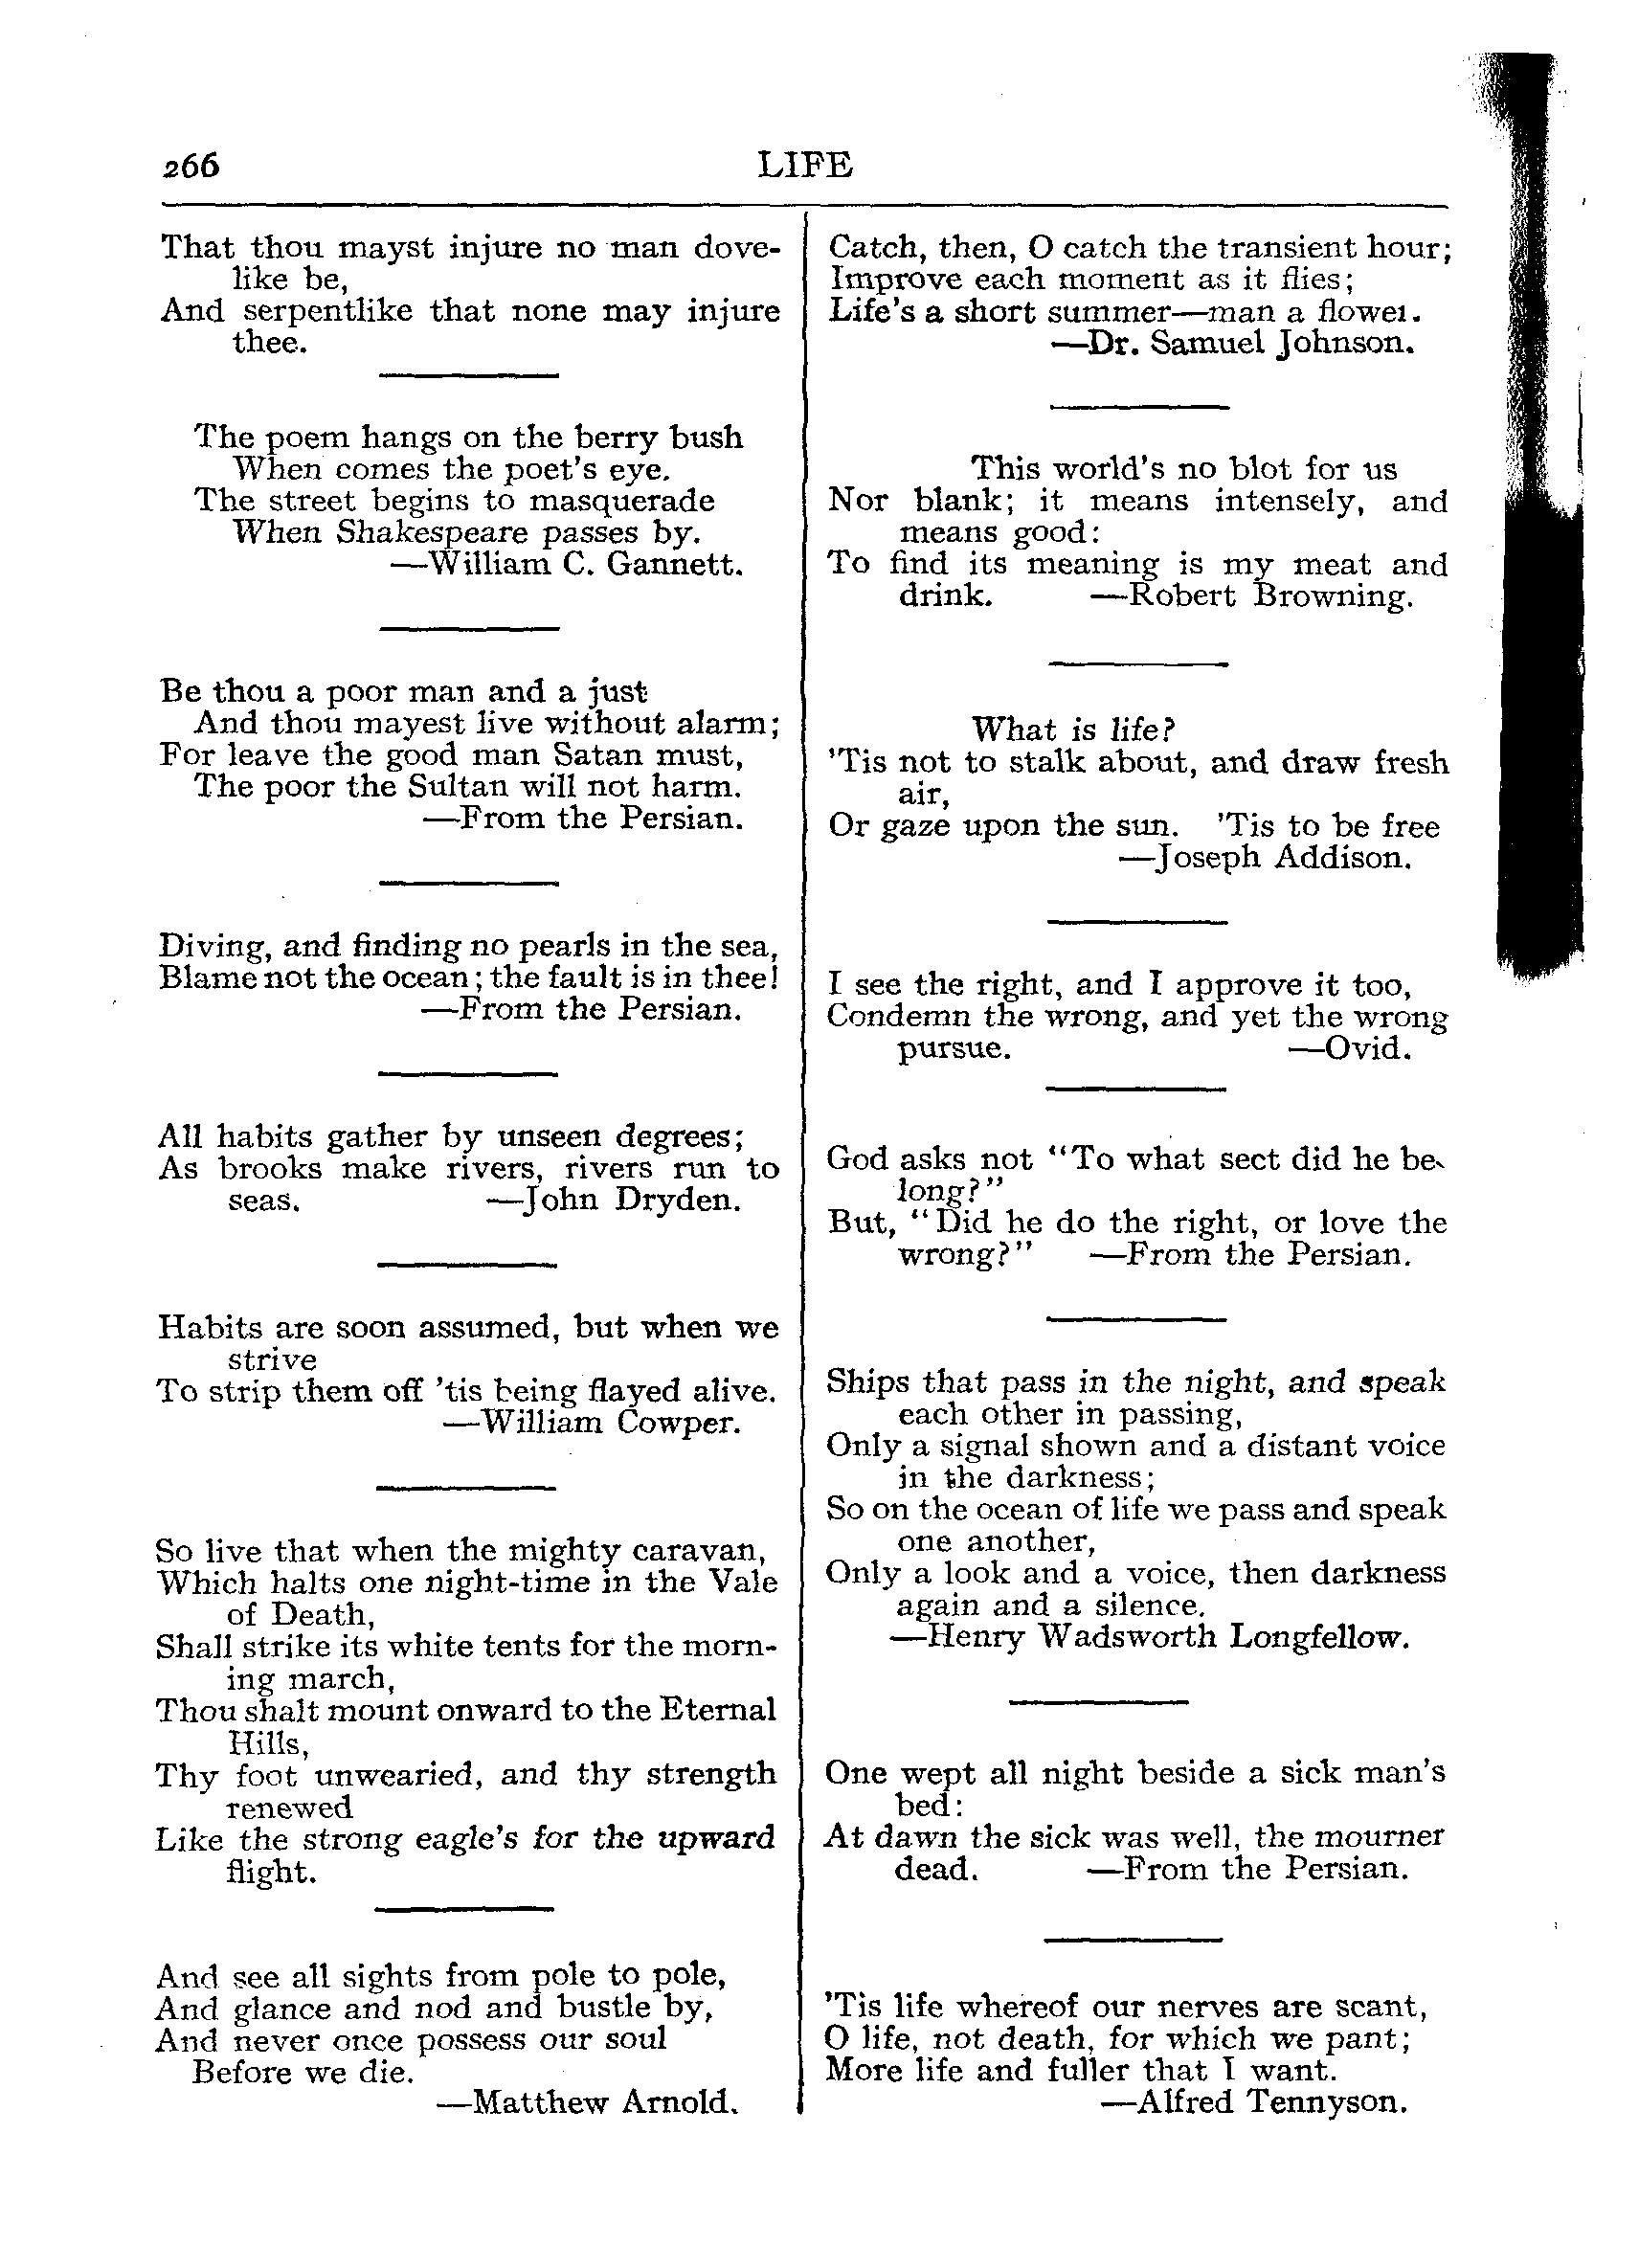 266
LIFE
That thou mayst injure no man dove-
like be,
And serpentlike that none may injure
thee.
The poem hangs on the berry bush
When comes the poet's eye.
The street begins to masquerade
When Shakespeare passes by.
—William C. Gannett.
Be thou a poor man and a just
And thou mayest live without alarm;
For leave the good man Satan must,
The poor the Sultan will not harm.
—From the Persian.
Diving, and finding no pearls in the sea,
Blame not the ocean; the fault is in thee!
—From the Persian.
All habits gather by unseen degrees;
As brooks make rivers, rivers run to
seas. —John Dryden.
Habits are soon assumed, but when we
strive
To strip them off 'tis being flayed alive.
—William Cowper.
So live that when the mighty caravan,
Which halts one night-time in the Vale
of Death,
Shall strike its white tents for the morn-
ing march,
Thou shalt mount onward to the Eternal
Hills,
Thy foot unwearied, and thy strength
renewed
Like the strong eagle's for the upward
flight.
And see all sights from pole to pole,
And glance and nod and bustle by,
And never once possess our soul
Before we die.
—Matthew Arnold.
Catch, then, O catch the transient hour;
Improve each moment as it flies;
Life's a short summer—man a flower.
—Dr. Samuel Johnson.
This world's no blot for us
Nor blank; it means intensely, and
means good:
To find its meaning is my meat and
drink. —Robert Browning.
What is life?
'Tis not to stalk about, and draw fresh
air,
Or gaze upon the sun. 'Tis to be free
—Joseph Addison.
I see the right, and I approve it too,
Condemn the wrong, and yet the wrong
pursue. —Ovid.
God asks not "To what sect did he be-
long?"
But, "Did he do the right, or love the
wrong?" —From the Persian.
Ships that pass in the night, and speak
each other in passing,
Only a signal shown and a distant voice
in the darkness;
So on the ocean of life we pass and speak
one another,
Only a look and a voice, then darkness
again and a silence.
—Henry Wadsworth Longfellow.
One wept all night beside a sick man's
bed:
At dawn the sick was well, the mourner
dead. —From the Persian.
'Tis life whereof our nerves are scant,
O life, not death, for which we pant;
More life and fuller that I want.
—Alfred Tennyson.